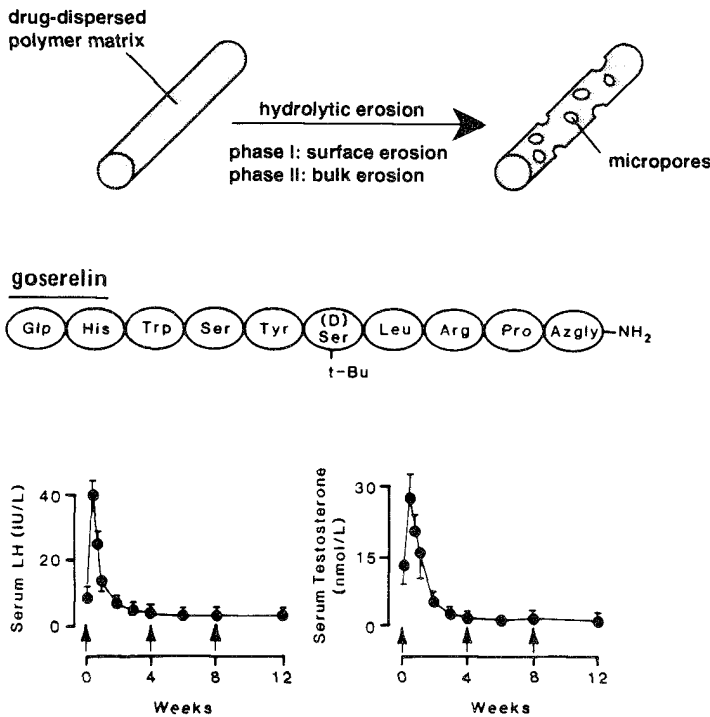 drug-dispersed
polymer matrix
hydrolytic erosion
phase I: surface erosion
phase II: bulk erosion
micropores
goserelin
Glp His Trp Ser Tyr (D) Ser Leu Arg Pro Azgly NH2
t-Bu
Serum LH (IU/L)
40
20
0
0 4 8 12
Weeks
Serum Testosterone
(nmol/L)
30
15
0
0 4 8 12
Weeks